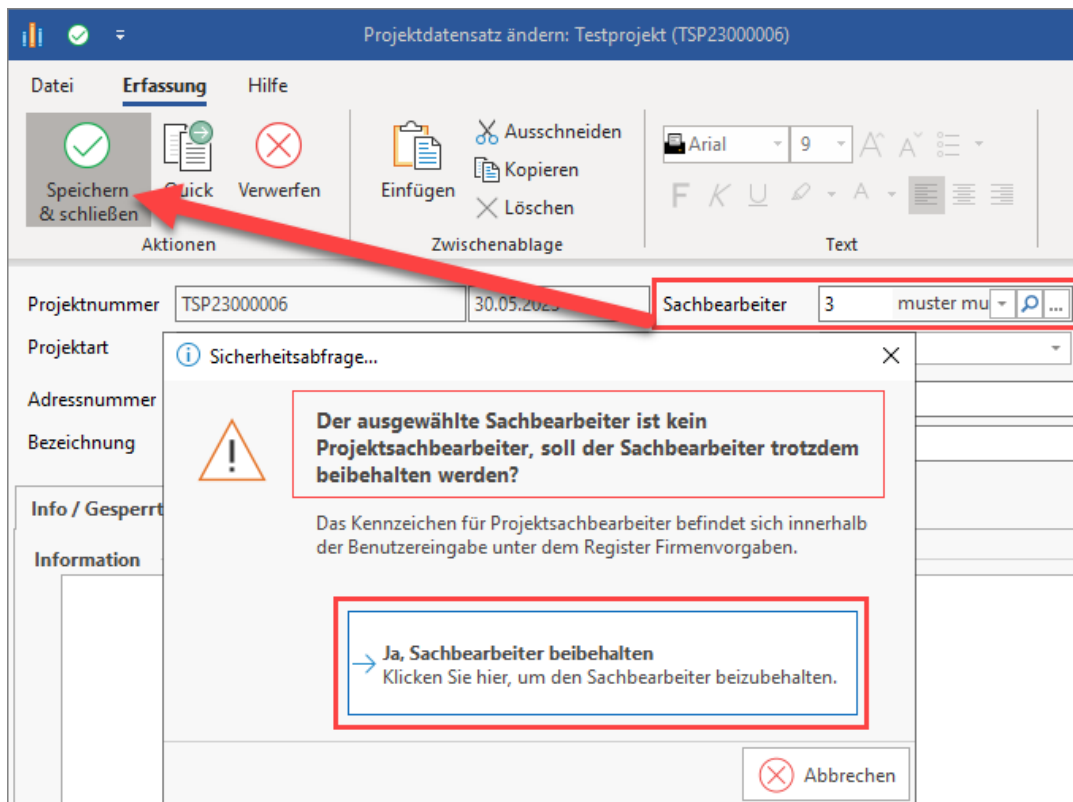 Projektdatensatz ändern: Testprojekt (TSP23000006)
Datei Erfassung Hilfe
Speichern & schließen
Quick
Verwerfen
Aktionen
Einfügen
Ausschneiden
Kopieren
Löschen
Zwischenablage
Arial 9
F K U A
Text
Projektnummer TSP23000006 30.05.2023 Sachbearbeiter 3 muster mu ...
Projektart
Adressnummer
Bezeichnung
Info / Gesperrt
Information
Sicherheitsabfrage...
Der ausgewählte Sachbearbeiter ist kein
Projektsachbearbeiter, soll der Sachbearbeiter trotzdem
beibehalten werden?
Das Kennzeichen für Projektsachbearbeiter befindet sich innerhalb
der Benutzereingabe unter dem Register Firmenvorgaben.
Ja, Sachbearbeiter beibehalten
Klicken Sie hier, um den Sachbearbeiter beizubehalten.
Abbrechen